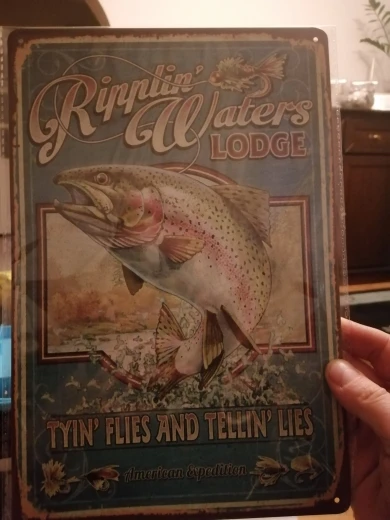 Ripplin'
Waters
LODGE
TYIN' FLIES AND TELLIN' LIES
American Expedition